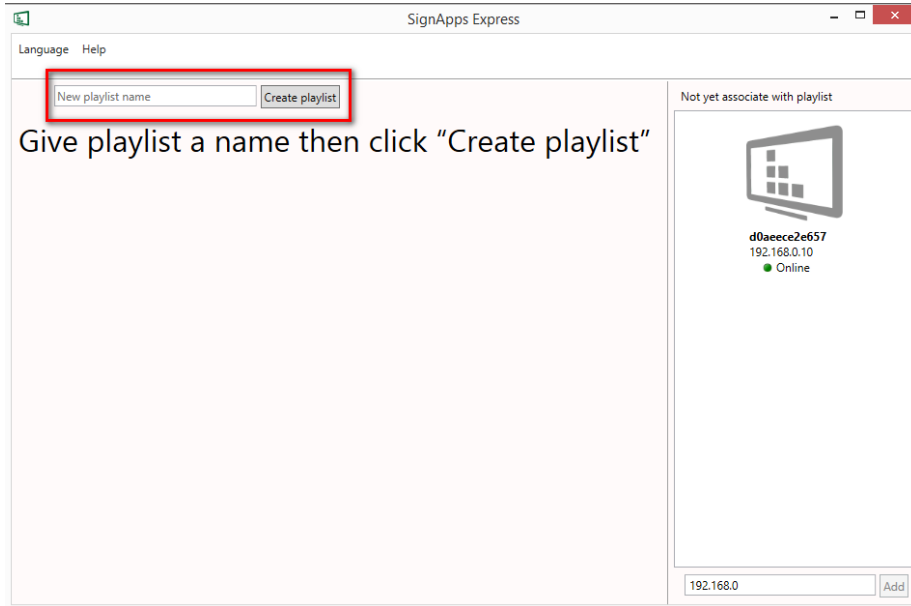 SignApps Express
Language Help
New playlist name Create playlist
Give playlist a name then click “Create playlist”
Not yet associate with playlist
d0aeece2e657
192.168.0.10
Online
192.168.0 Add